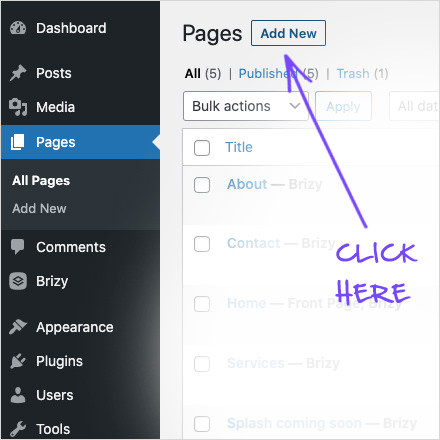 Dashboard
Posts
Media
Pages
All Pages
Add New
Comments
Brizy
Appearance
Plugins
Users
Tools
Pages Add New
All (5) | Published (5) | Trash (1)
Bulk actions Apply All dat
Title
About — Brizy
Contact — Brizy
Home — Front Page, Brizy
Services — Brizy
Splash coming soon — Brizy
CLICK
HERE